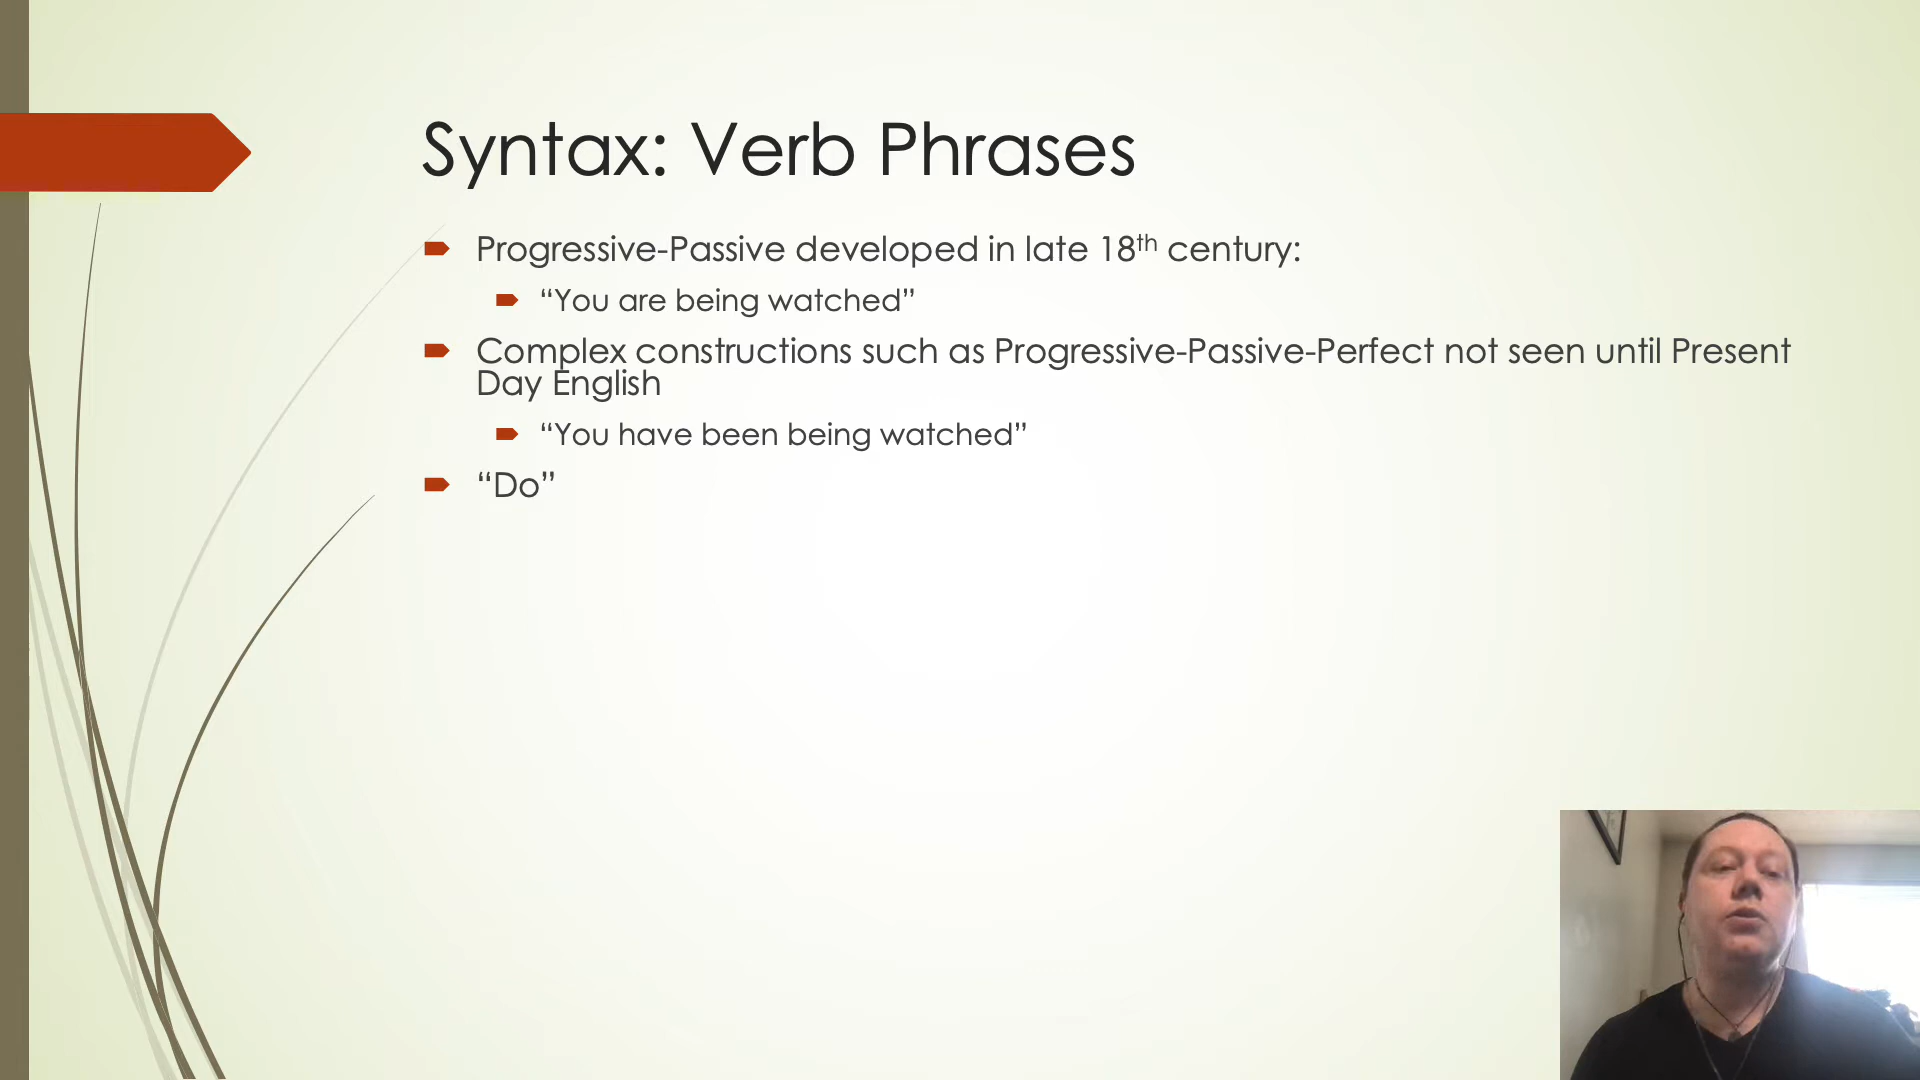 Syntax: Verb Phrases
Progressive-Passive developed in late 18th century:
“You are being watched”
Complex constructions such as Progressive-Passive-Perfect not seen until Present
Day English
“You have been being watched”
“Do”